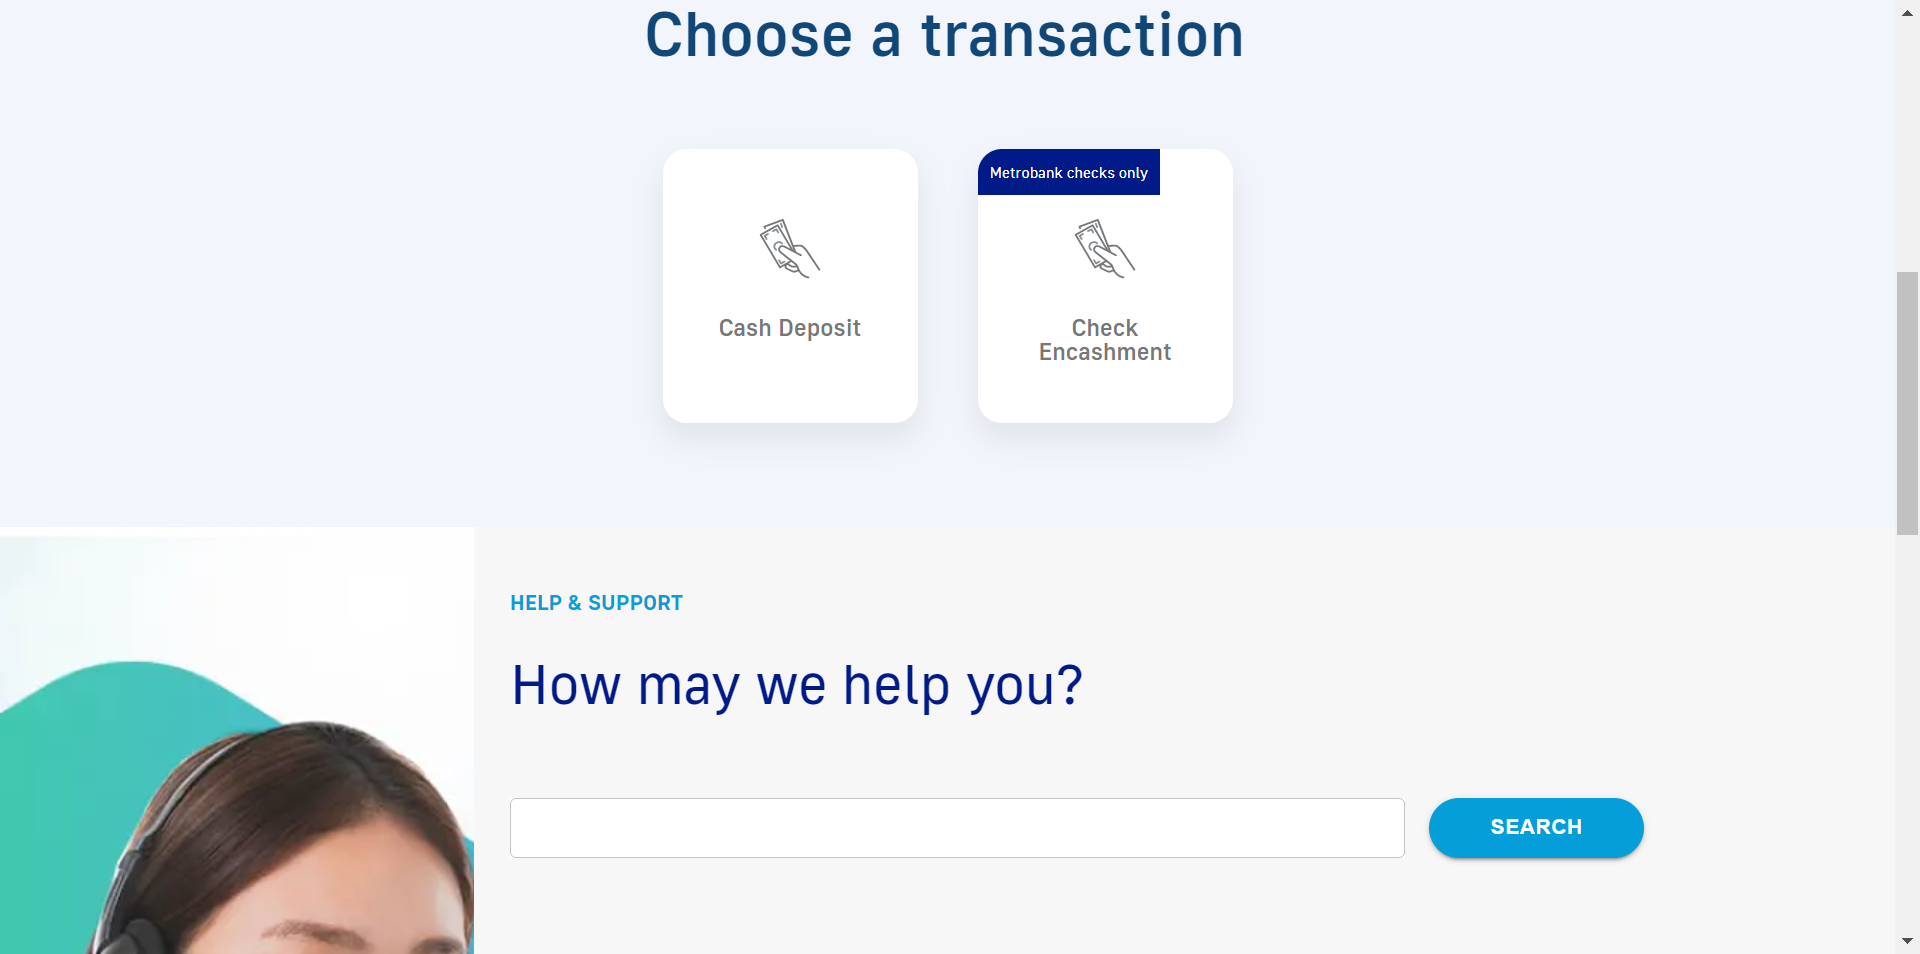 Choose a transaction
Metrobank checks only
Cash Deposit
Check
Encashment
HELP & SUPPORT
How may we help you?
SEARCH